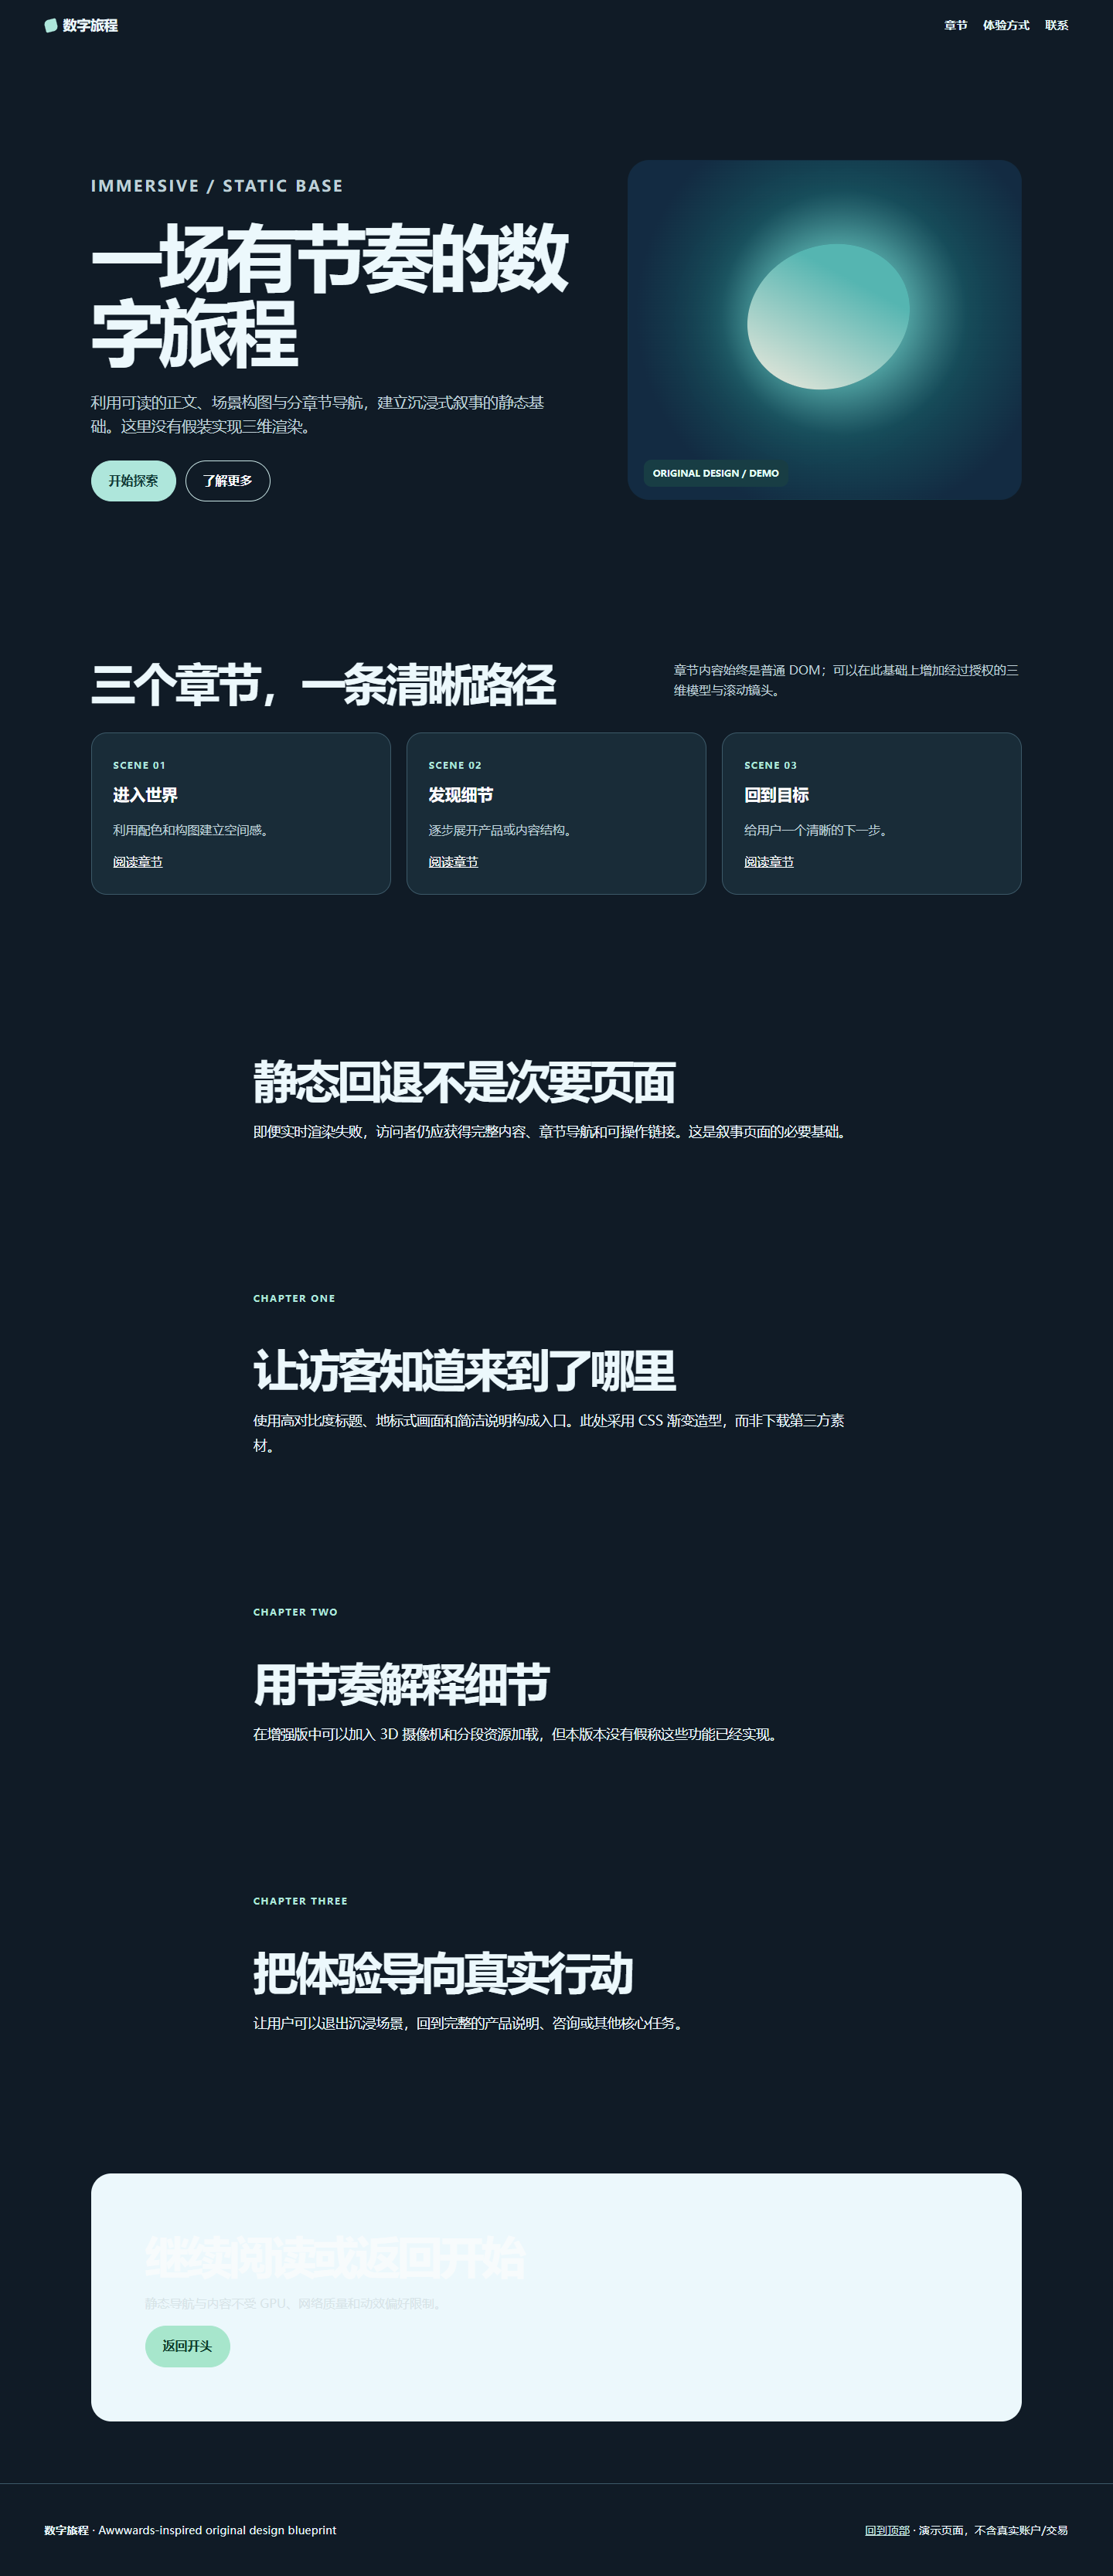 数字旅程
章节 体验方式 联系
IMMERSIVE / STATIC BASE
一场有节奏的数
字旅程
利用可读的正文、场景构图与分章节导航，建立沉浸式叙事的静态基
础。这里没有假装实现三维渲染。
开始探索 了解更多
ORIGINAL DESIGN / DEMO
三个章节，一条清晰路径
章节内容始终是普通 DOM；可以在此基础上增加经过授权的三
维模型与滚动镜头。
SCENE 01
进入世界
利用配色和构图建立空间感。
阅读章节
SCENE 02
发现细节
逐步展开产品或内容结构。
阅读章节
SCENE 03
回到目标
给用户一个清晰的下一步。
阅读章节
静态回退不是次要页面
即便实时渲染失败，访问者仍应获得完整内容、章节导航和可操作链接。这是叙事页面的必要基础。
CHAPTER ONE
让访客知道来到了哪里
使用高对比度标题、地标式画面和简洁说明构成入口。此处采用 CSS 渐变造型，而非下载第三方素
材。
CHAPTER TWO
用节奏解释细节
在增强版中可以加入 3D 摄像机和分段资源加载，但本版本没有假称这些功能已经实现。
CHAPTER THREE
把体验导向真实行动
让用户可以退出沉浸场景，回到完整的产品说明、咨询或其他核心任务。
继续阅读或返回开始
静态导航与内容不受 GPU、网络质量和动效偏好限制。
返回开头
数字旅程 · Awwwards-inspired original design blueprint
回到顶部 · 演示页面，不含真实账户/交易